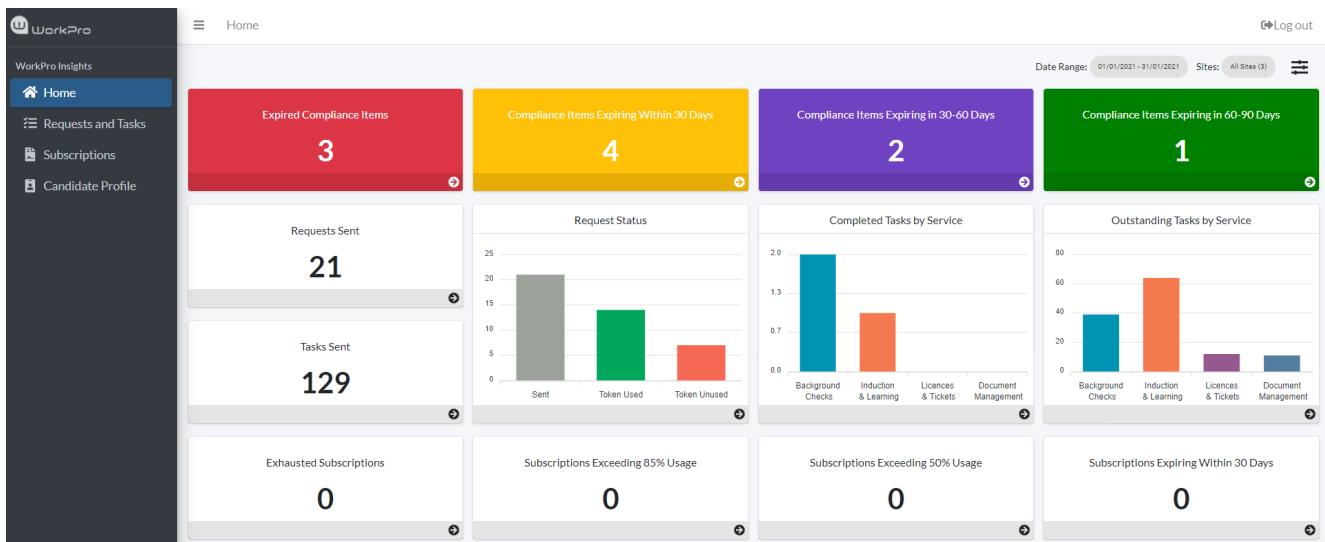 WorkPro
Home
Log out
WorkPro Insights
Home
Requests and Tasks
Subscriptions
Candidate Profile
Date Range: 01/01/2021 - 31/01/2021 Sites: All Sites (3)
Expired Compliance Items
3
Compliance Items Expiring Within 30 Days
4
Compliance Items Expiring in 30-60 Days
2
Compliance Items Expiring in 60-90 Days
1
Requests Sent
21
Tasks Sent
129
Request Status
25
20
15
10
5
0
Sent Token Used Token Unused
Completed Tasks by Service
2.0
1.3
0.7
0.0
Background Induction Licences Document
Checks & Learning & Tickets Management
Outstanding Tasks by Service
80
60
40
20
0
Background Induction Licences Document
Checks & Learning & Tickets Management
Exhausted Subscriptions
0
Subscriptions Exceeding 85% Usage
0
Subscriptions Exceeding 50% Usage
0
Subscriptions Expiring Within 30 Days
0